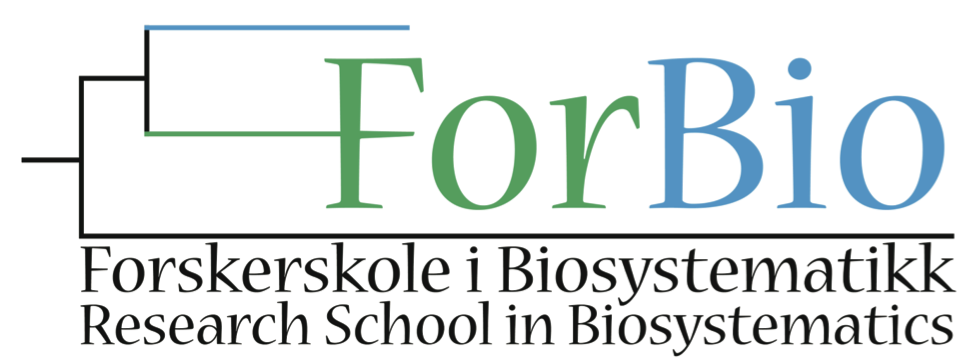 ForBio
Forskerskole i Biosystematikk
Research School in Biosystematics